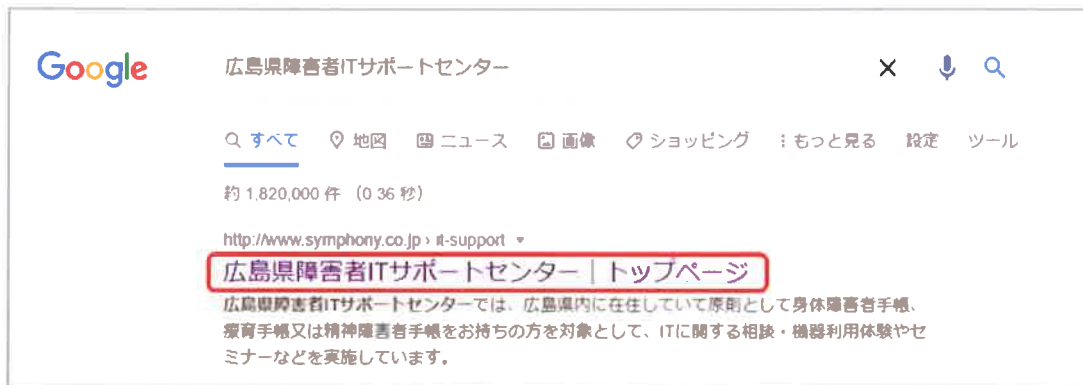 Google 広島県障害者ITサポートセンター
すべて 地図 ニュース 画像 ショッピング もっと見る 設定 ツール
約 1,820,000 件 （0.36 秒）
http://www.symphony.co.jp › it-support
広島県障害者ITサポートセンター｜トップページ
広島県障害者ITサポートセンターでは、広島県内に在住していて原則として身体障害者手帳、
療育手帳又は精神障害者手帳をお持ちの方を対象として、ITに関する相談・機器利用体験やセ
ミナーなどを実施しています。